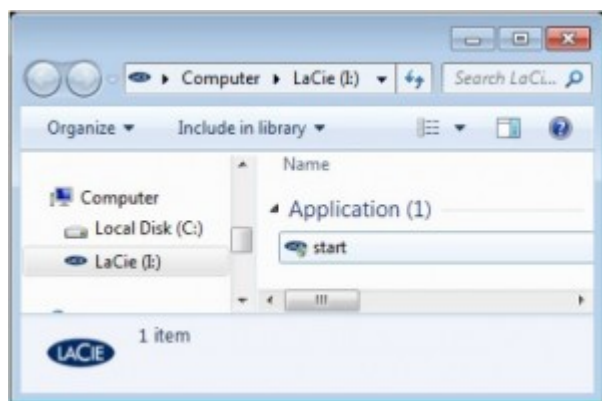 Computer LaCie (I:) Search LaCi...
Organize Include in library
Name
Computer
Application (1)
Local Disk (C:)
start
LaCie (I:)
1 item
LACIE